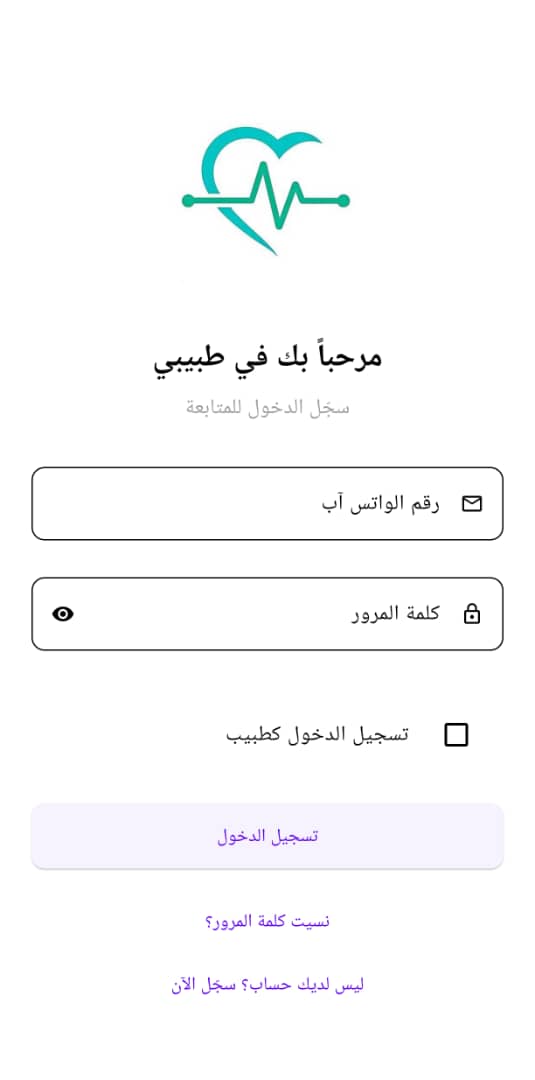 مرحباً بك في طبيبي
سجّل الدخول للمتابعة
رقم الواتس آب
كلمة المرور
تسجيل الدخول كطبيب
تسجيل الدخول
نسيت كلمة المرور؟
ليس لديك حساب؟ سجّل الآن